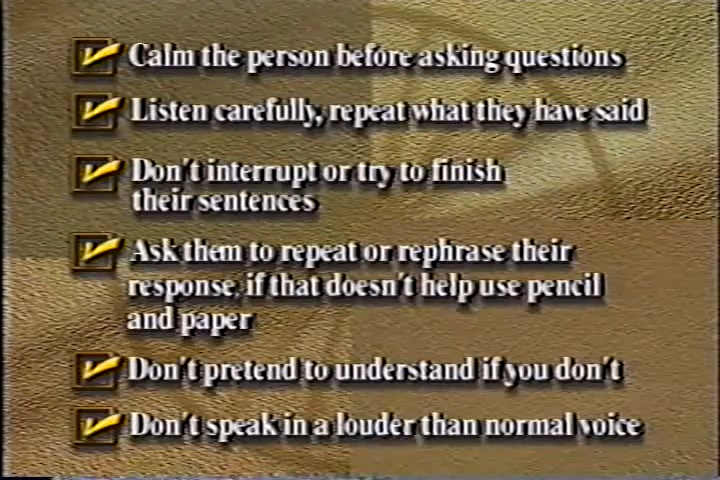 Calm the person before asking questions
Listen carefully, repeat what they have said
Don't interrupt or try to finish
their sentences
Ask them to repeat or rephrase their
response, if that doesn't help use pencil
and paper
Don't pretend to understand if you don't
Don't speak in a louder than normal voice